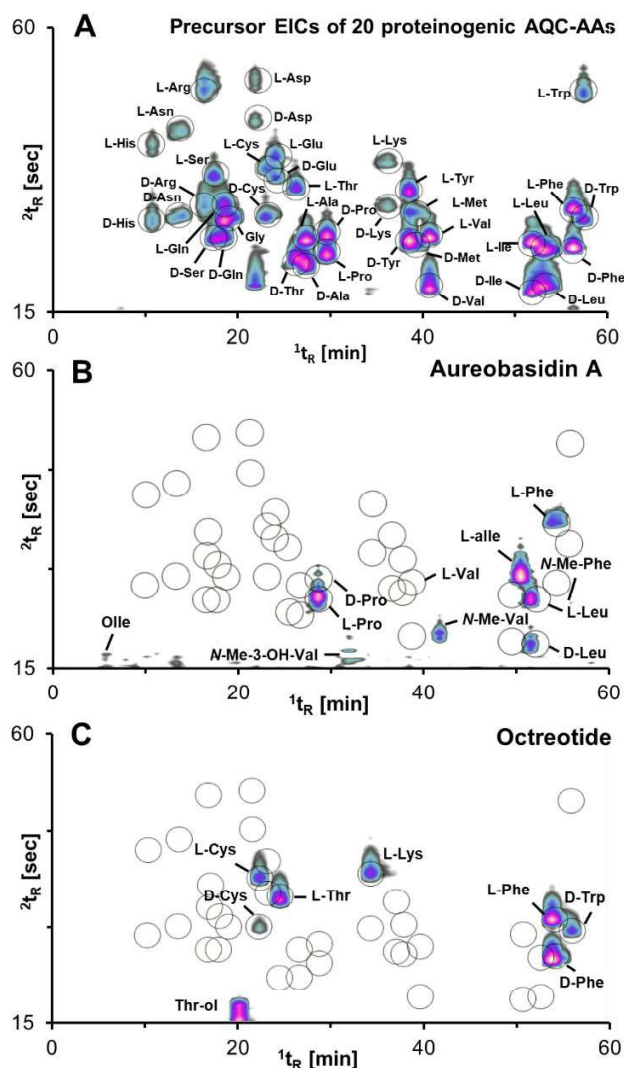 A Precursor EICs of 20 proteinogenic AQC-AAs
60
²tR [sec]
15
L-Arg
L-Asp
L-Trp
L-Asn
D-Asp
L-His
L-Cys
L-Glu
L-Lys
L-Ser
D-Glu
L-Tyr
L-Phe
D-Trp
D-Arg
L-Thr
D-Asn
D-Cys
L-Ala
D-Pro
L-Met
L-Leu
D-His
D-Lys
L-Val
L-Gln
Gly
L-Ile
D-Ser
D-Gln
L-Pro
D-Tyr
D-Met
D-Phe
D-Thr
D-Ala
D-Val
D-Ile
D-Leu
0 20 40 60
¹tR [min]
B Aureobasidin A
60
²tR [sec]
15
L-Phe
L-alle
N-Me-Phe
L-Val
D-Pro
L-Pro
L-Leu
Olle
N-Me-Val
N-Me-3-OH-Val
D-Leu
0 20 40 60
¹tR [min]
C Octreotide
60
²tR [sec]
15
L-Cys
L-Lys
D-Cys
L-Thr
L-Phe
D-Trp
D-Phe
Thr-ol
0 20 40 60
¹tR [min]